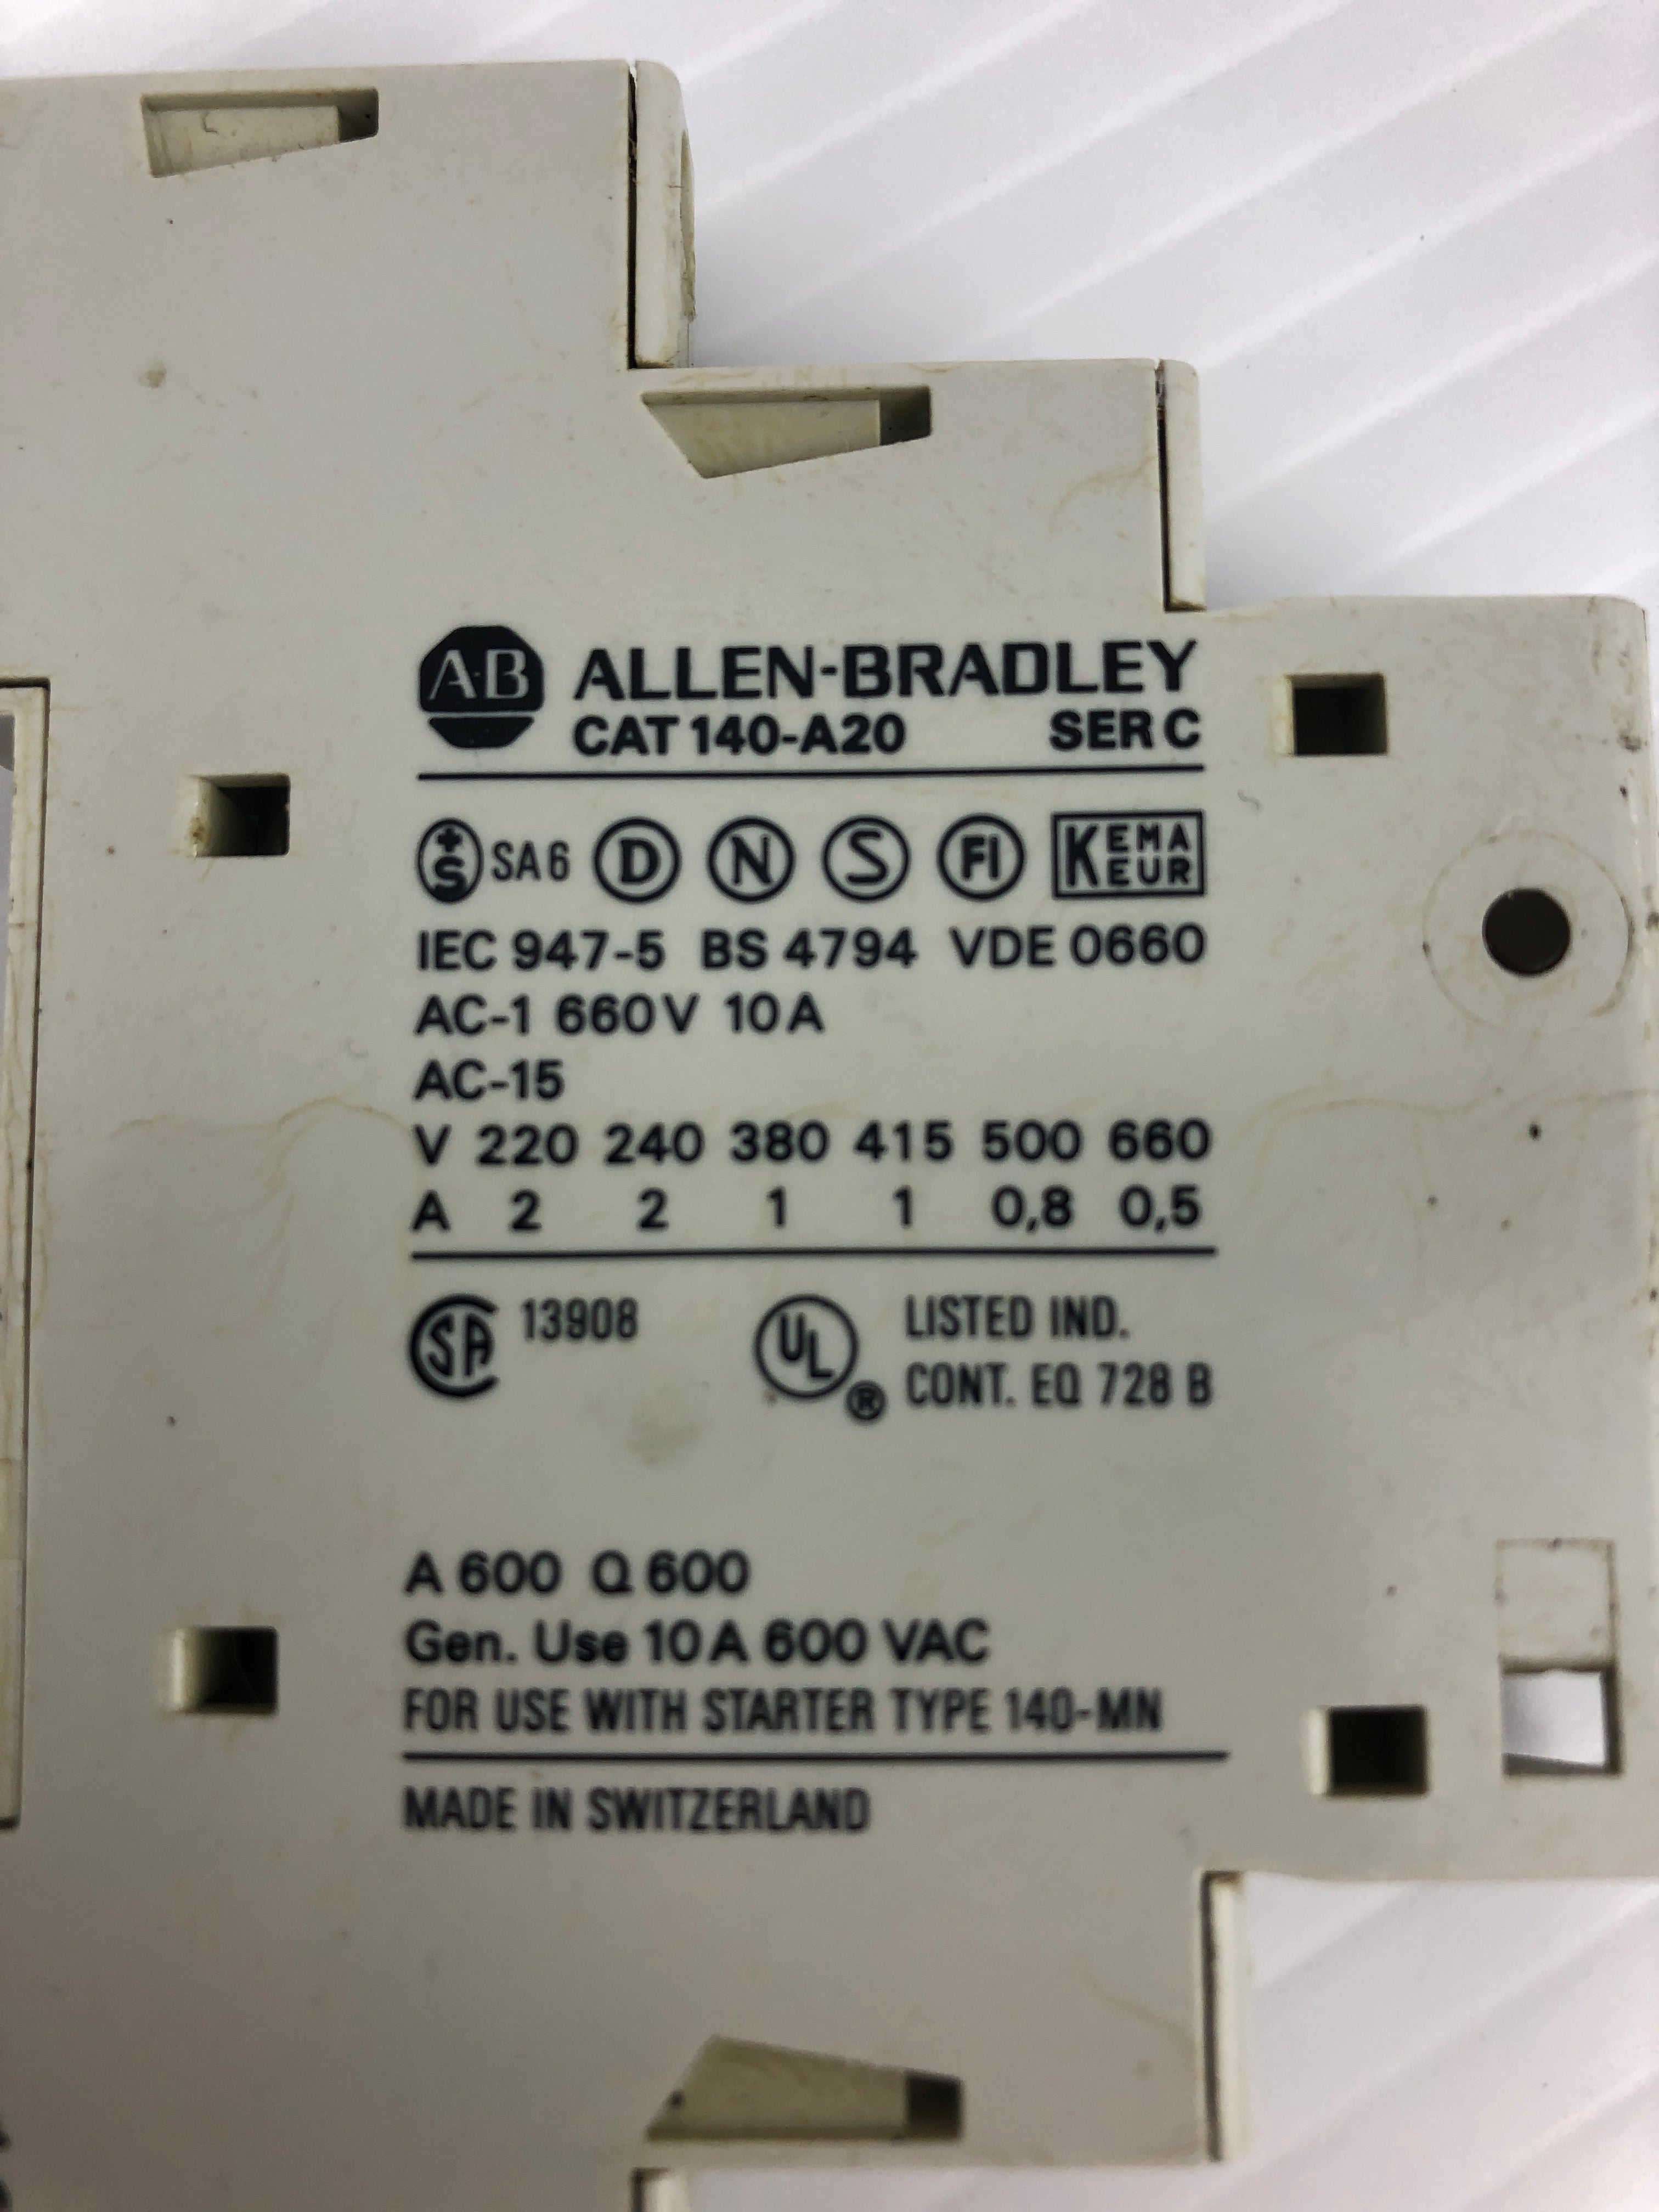 A-B ALLEN-BRADLEY
CAT 140-A20 SER C
+S SA6 D N S FI KEMA EUR
IEC 947-5 BS 4794 VDE 0660
AC-1 660V 10A
AC-15
V 220 240 380 415 500 660
A 2 2 1 1 0,8 0,5
SA 13908 UL ® LISTED IND.
CONT. EQ 728 B
A 600 Q 600
Gen. Use 10A 600 VAC
FOR USE WITH STARTER TYPE 140-MN
MADE IN SWITZERLAND